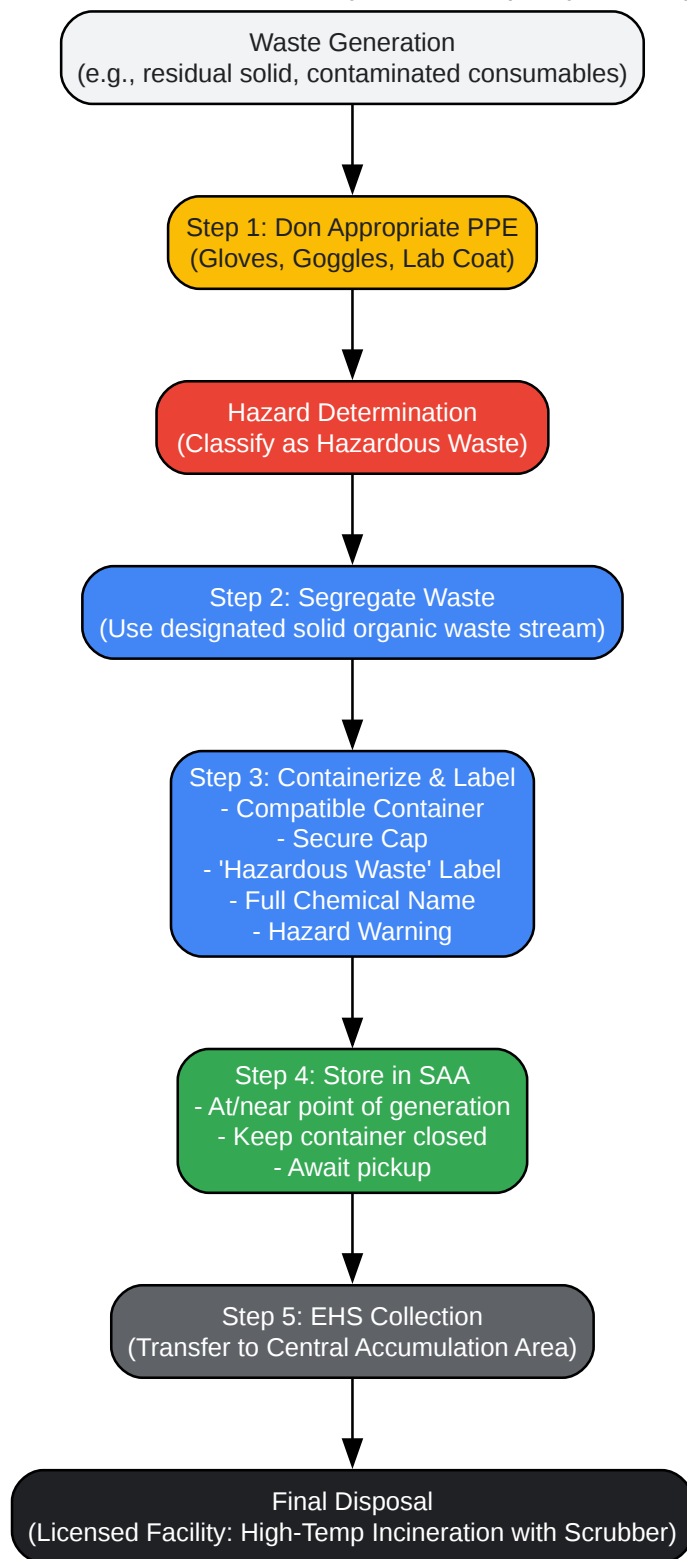 Waste Generation
(e.g., residual solid, contaminated consumables)
Step 1: Don Appropriate PPE
(Gloves, Goggles, Lab Coat)
Hazard Determination
(Classify as Hazardous Waste)
Step 2: Segregate Waste
(Use designated solid organic waste stream)
Step 3: Containerize & Label
- Compatible Container
- Secure Cap
- 'Hazardous Waste' Label
- Full Chemical Name
- Hazard Warning
Step 4: Store in SAA
- At/near point of generation
- Keep container closed
- Await pickup
Step 5: EHS Collection
(Transfer to Central Accumulation Area)
Final Disposal
(Licensed Facility: High-Temp Incineration with Scrubber)